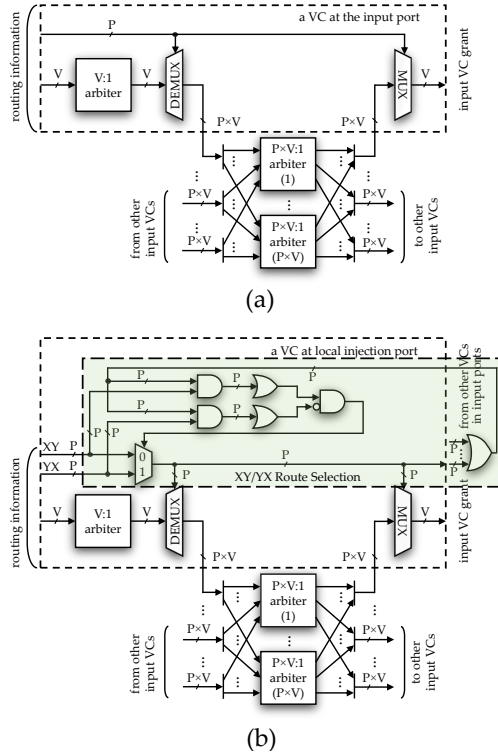 a VC at the input port
routing information
P
V
V:1
arbiter
V
DEMUX
MUX
V
input VC grant
P×V
P×V
P×V:1
arbiter
(1)
P×V
P×V
from other
input VCs
P×V:1
arbiter
(P×V)
P×V
P×V
to other
input VCs
(a)
a VC at local injection port
P
P
P
P
P
P
from other VCs
in input ports
XY
P
YX
P
0
1
P
P
P
P
P
P
XY/YX Route Selection
routing information
V
V:1
arbiter
V
DEMUX
MUX
V
input VC grant
P×V
P×V
P×V:1
arbiter
(1)
P×V
P×V
from other
input VCs
P×V:1
arbiter
(P×V)
P×V
P×V
to other
input VCs
(b)